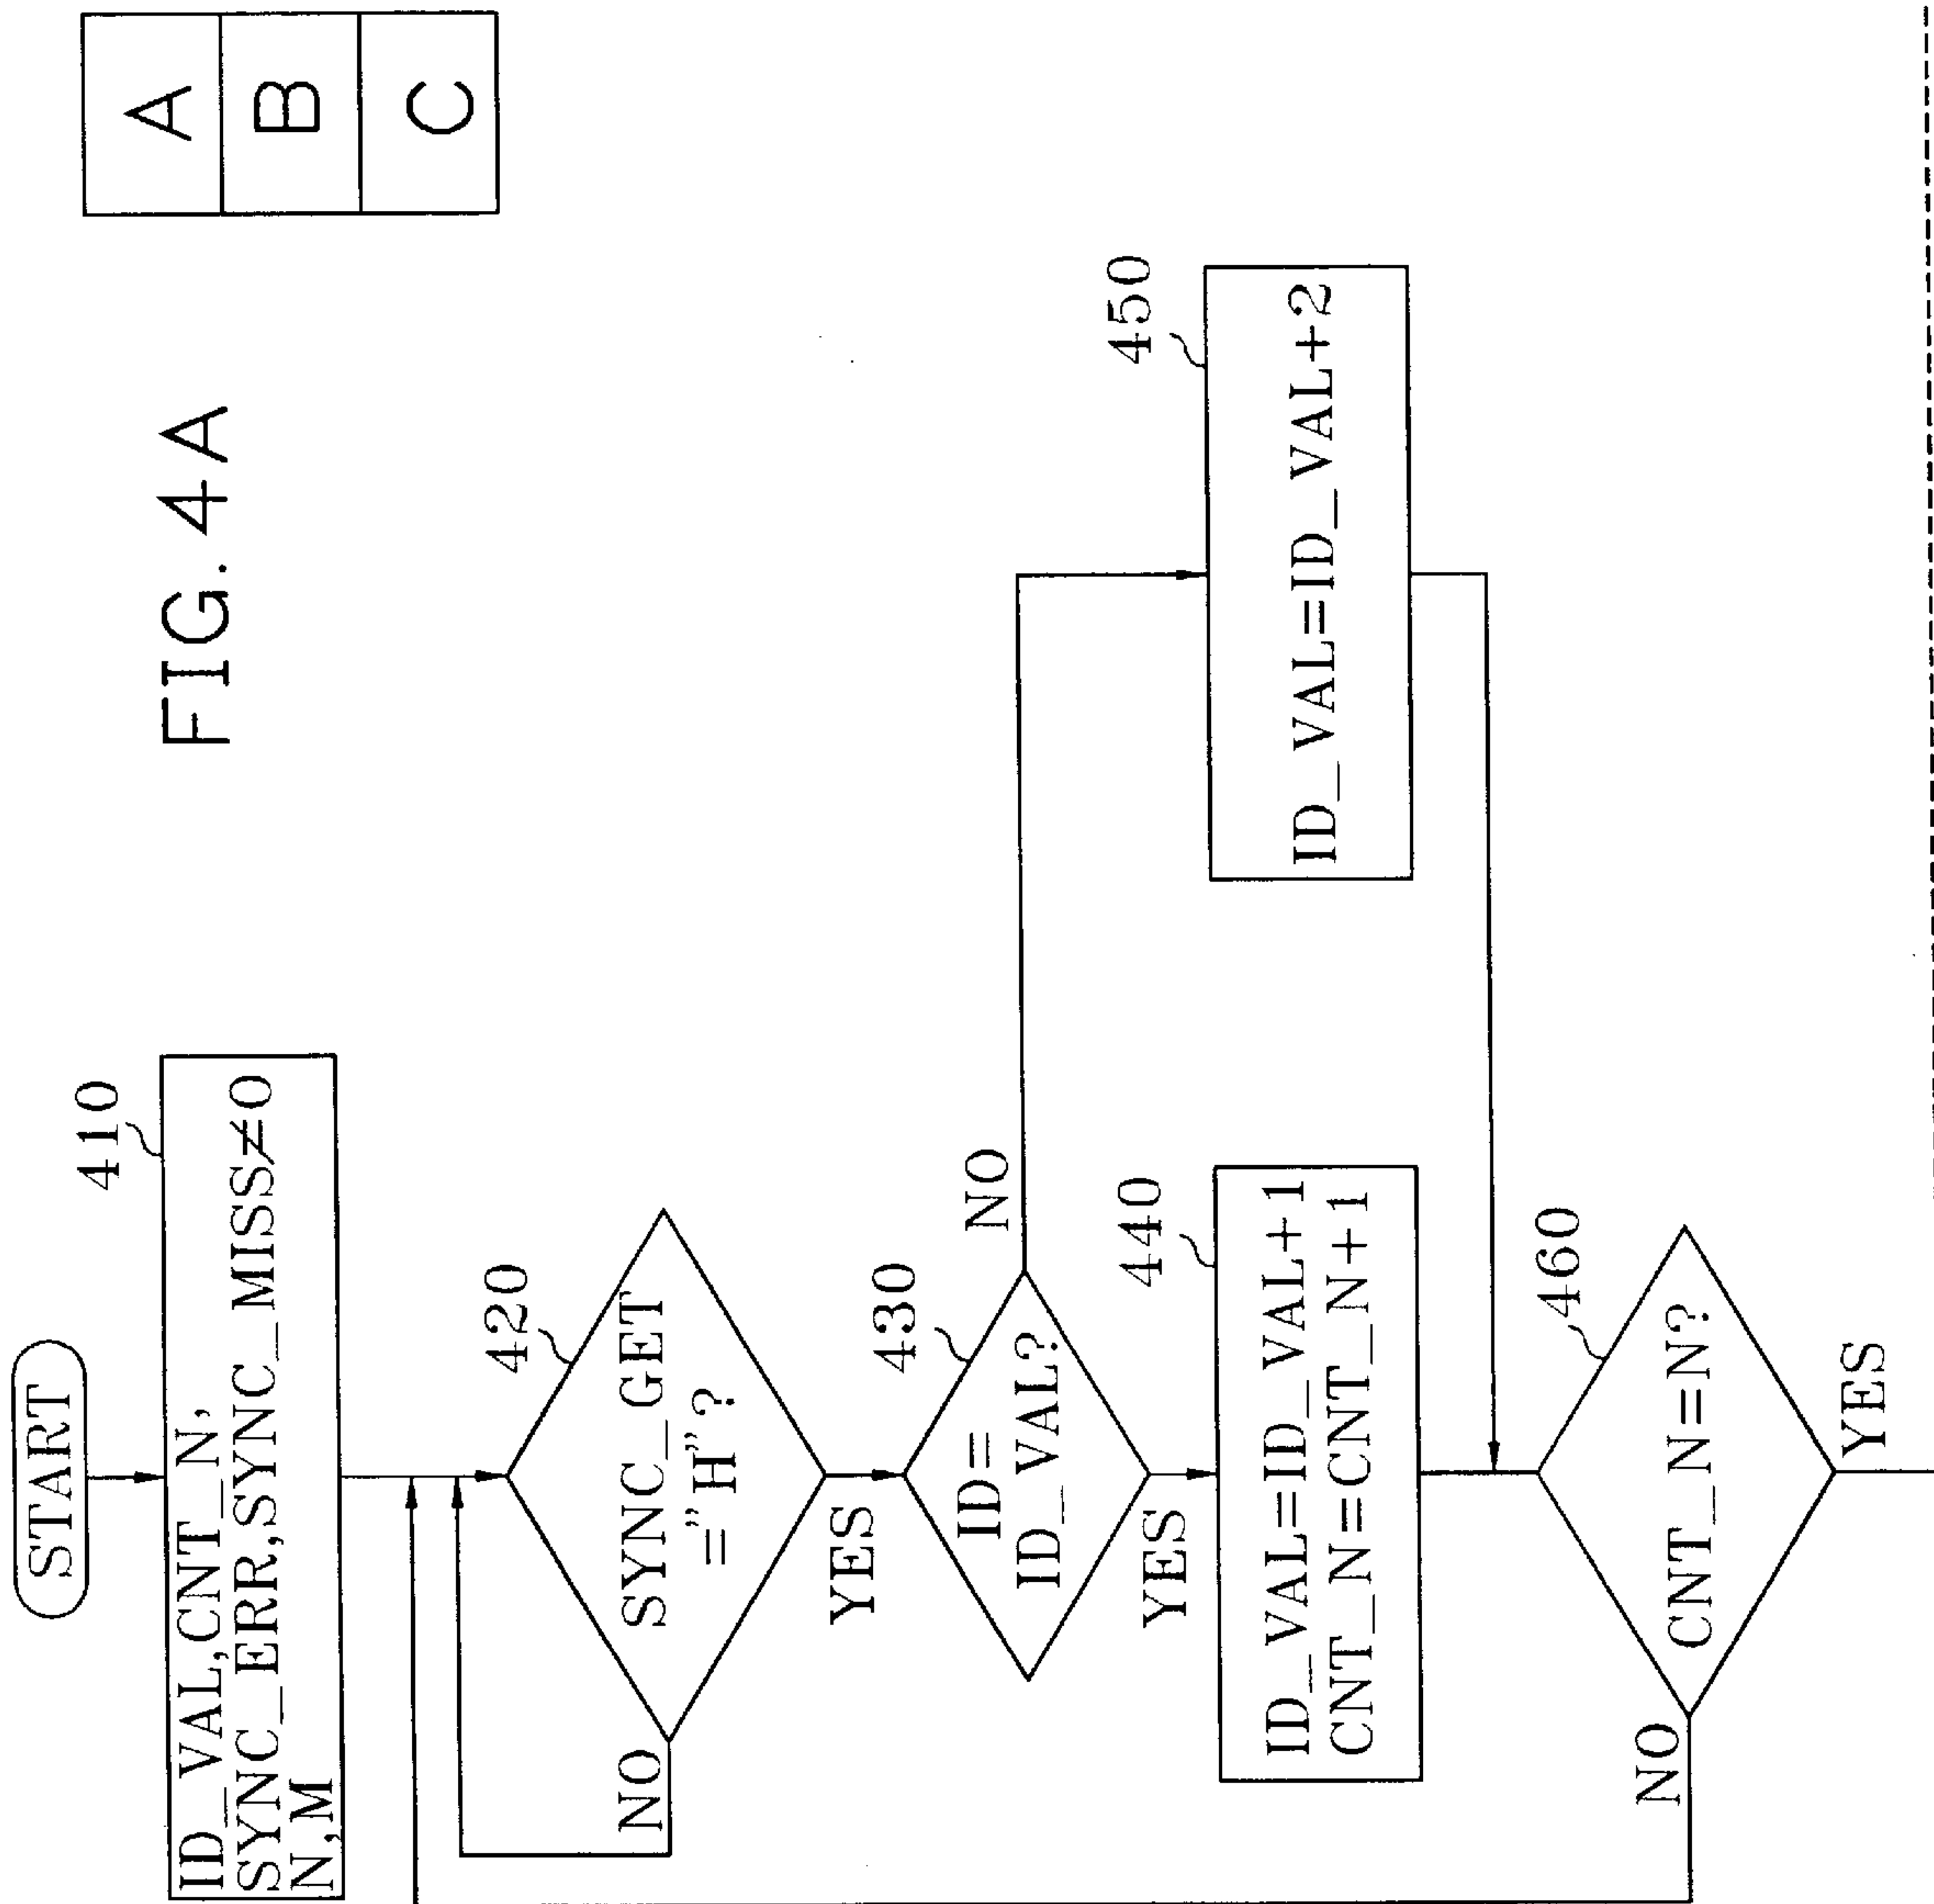 FIG. 4A
A
B
C
START
410
ID_VAL,CNT_N,
SYNC_ERR,SYNC_MISS≠0
N,M
420
SYNC_GET
="H"?
NO
YES
430
ID=
ID_VAL?
NO
YES
440
ID_VAL=ID_VAL+1
CNT_N=CNT_N+1
450
ID_VAL=ID_VAL+2
460
CNT_N=N?
NO
YES